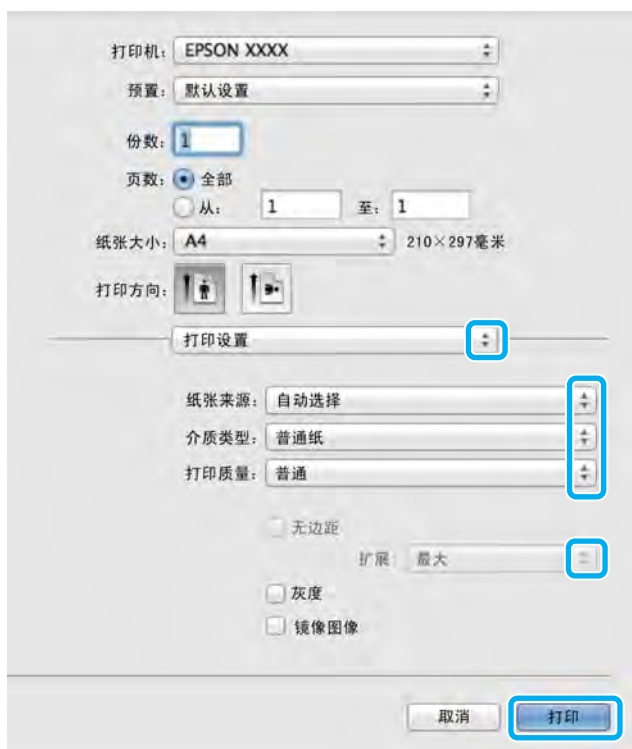 打印机： EPSON XXXX
预置： 默认设置
份数： 1
页数： 全部
从： 1 至： 1
纸张大小： A4 210×297毫米
打印方向：
打印设置
纸张来源： 自动选择
介质类型： 普通纸
打印质量： 普通
无边距
扩展 最大
灰度
镜像图像
取消 打印